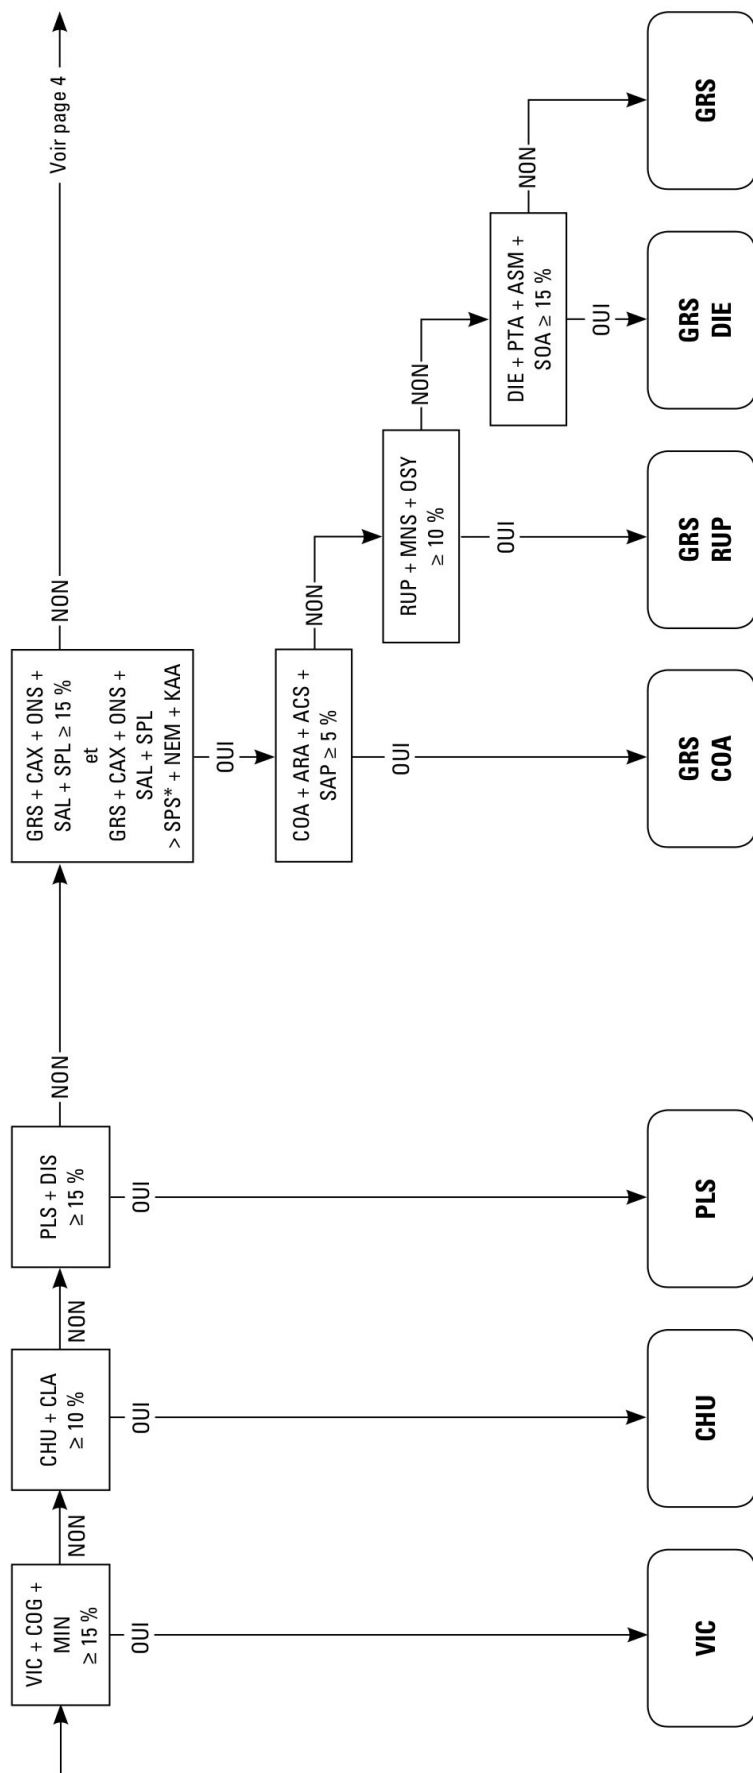 VIC + COG +
MIN
≥ 15 %
NON
OUI
VIC
CHU + CLA
≥ 10 %
NON
OUI
CHU
PLS + DIS
≥ 15 %
NON
OUI
PLS
GRS + CAX + ONS +
SAL + SPL ≥ 15 %
et
GRS + CAX + ONS +
SAL + SPL
> SPS* + NEM + KAA
NON
Voir page 4
OUI
COA + ARA + ACS +
SAP ≥ 5 %
NON
OUI
GRS
COA
RUP + MNS + OSY
≥ 10 %
NON
OUI
GRS
RUP
DIE + PTA + ASM +
SOA ≥ 15 %
NON
OUI
GRS
DIE
GRS